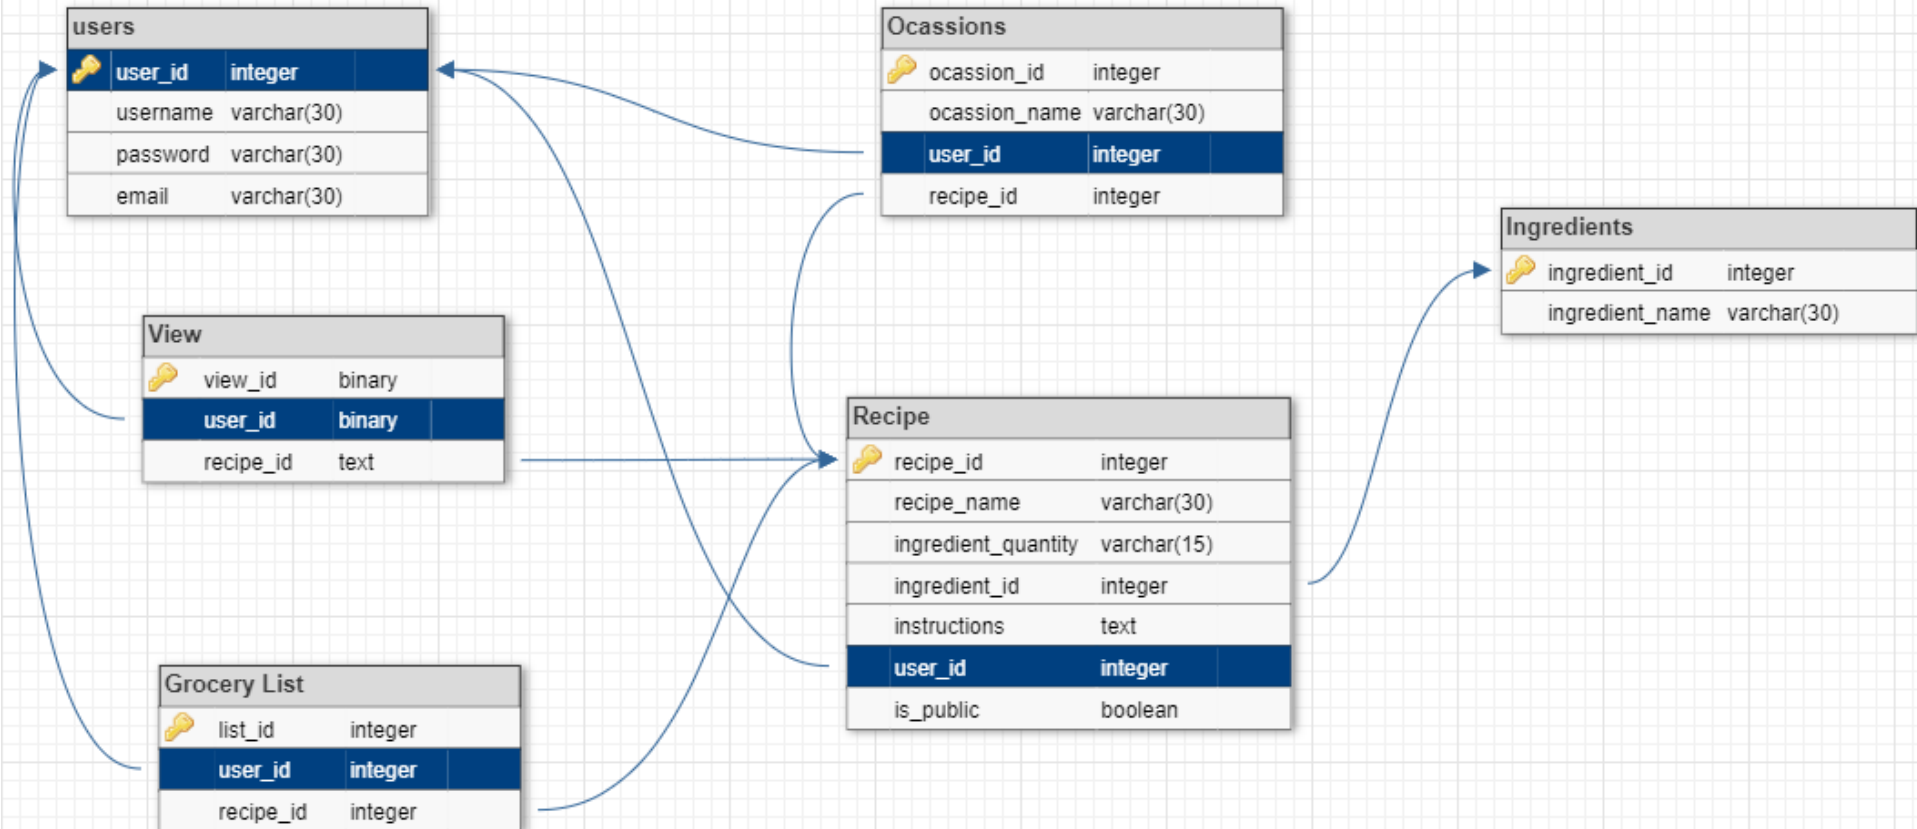 users
user_id integer
username varchar(30)
password varchar(30)
email varchar(30)
Ocassions
ocassion_id integer
ocassion_name varchar(30)
user_id integer
recipe_id integer
Ingredients
ingredient_id integer
ingredient_name varchar(30)
View
view_id binary
user_id binary
recipe_id text
Recipe
recipe_id integer
recipe_name varchar(30)
ingredient_quantity varchar(15)
ingredient_id integer
instructions text
user_id integer
is_public boolean
Grocery List
list_id integer
user_id integer
recipe_id integer